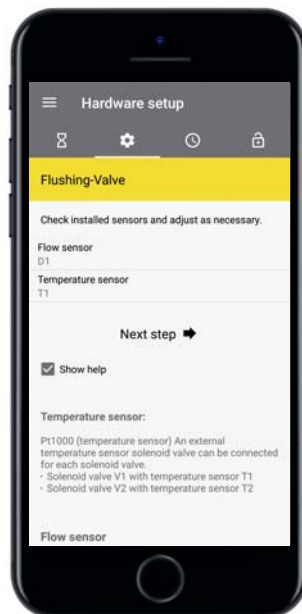 Hardware setup
Flushing-Valve
Check installed sensors and adjust as necessary.
Flow sensor
D1
Temperature sensor
T1
Next step
Show help
Temperature sensor:
Pt1000 (temperature sensor) An external
temperature sensor solenoid valve can be connected
for each solenoid valve.
- Solenoid valve V1 with temperature sensor T1
- Solenoid valve V2 with temperature sensor T2
Flow sensor